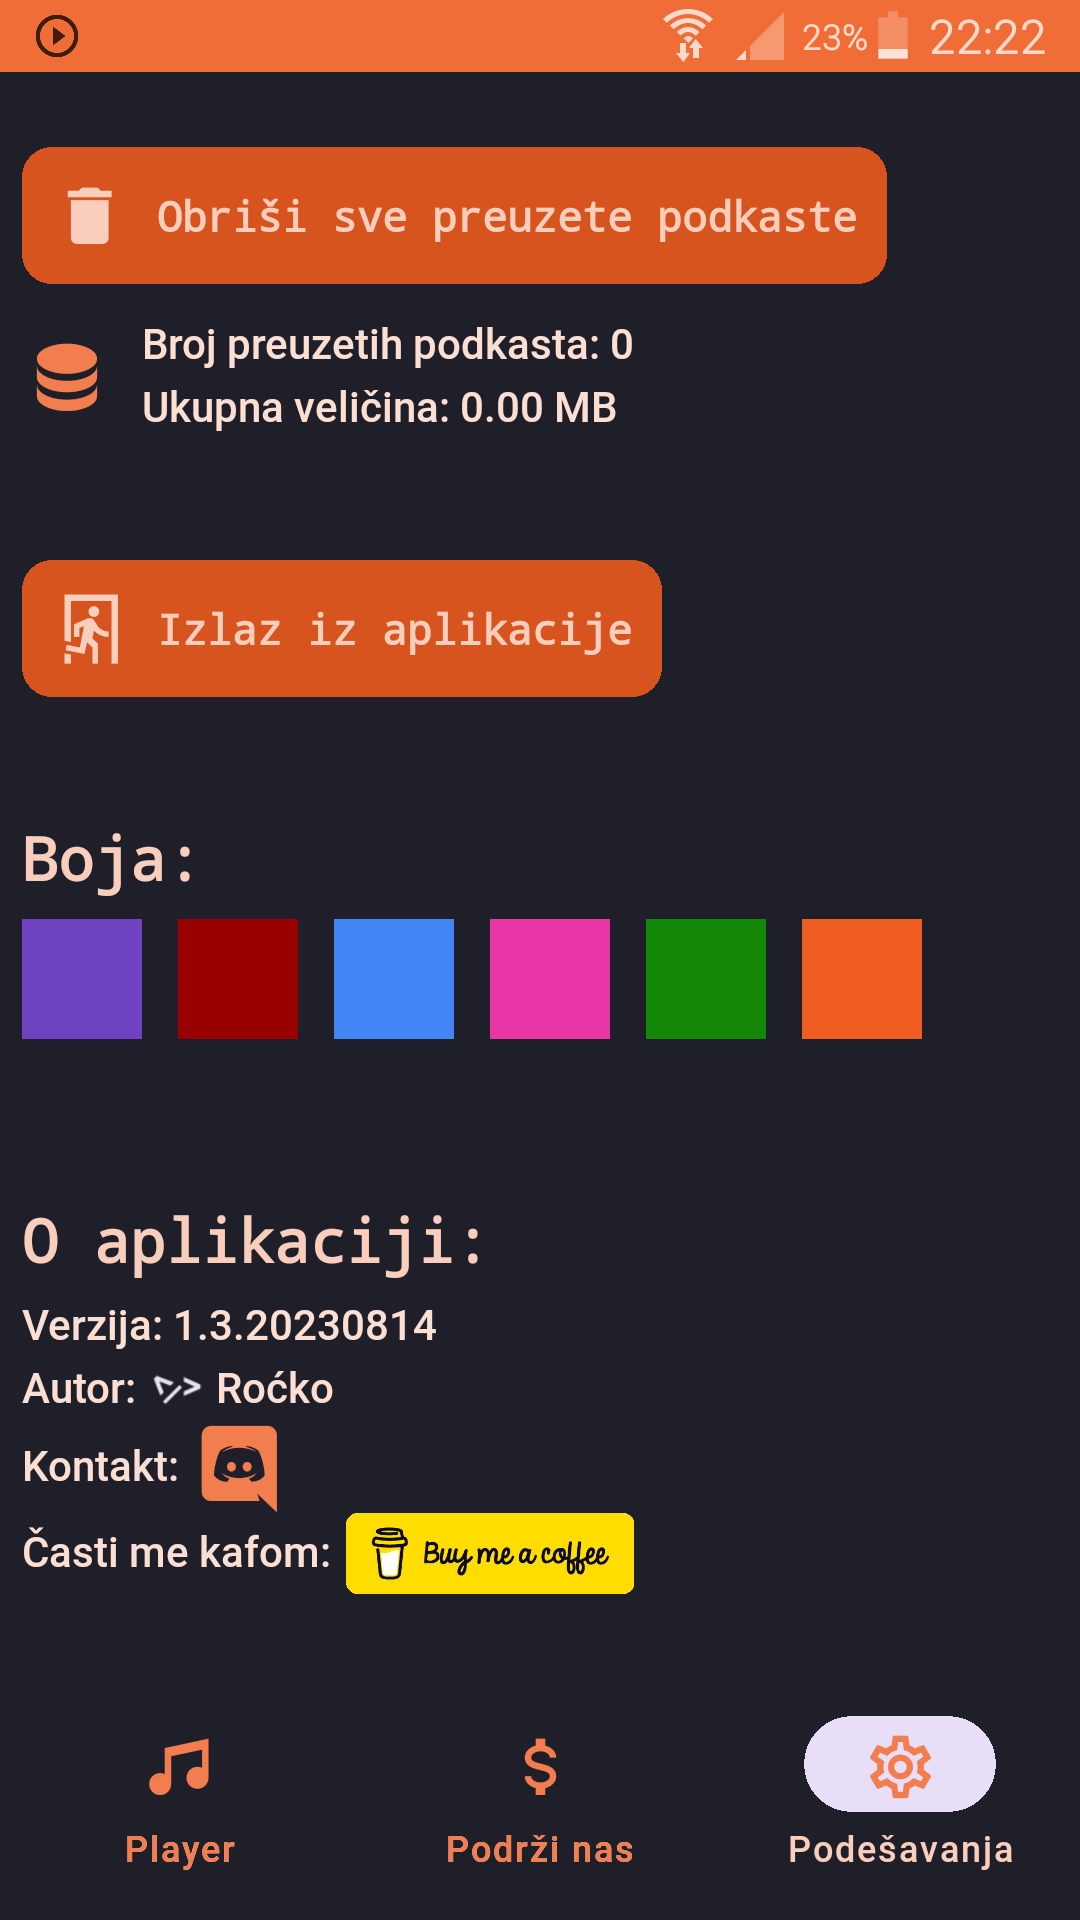 23% 22:22
Obriši sve preuzete podkaste
Broj preuzetih podkasta: 0
Ukupna veličina: 0.00 MB
Izlaz iz aplikacije
Boja:
O aplikaciji:
Verzija: 1.3.20230814
Autor: </> Roćko
Kontakt:
Časti me kafom: Buy me a coffee
Player Podrži nas Podešavanja